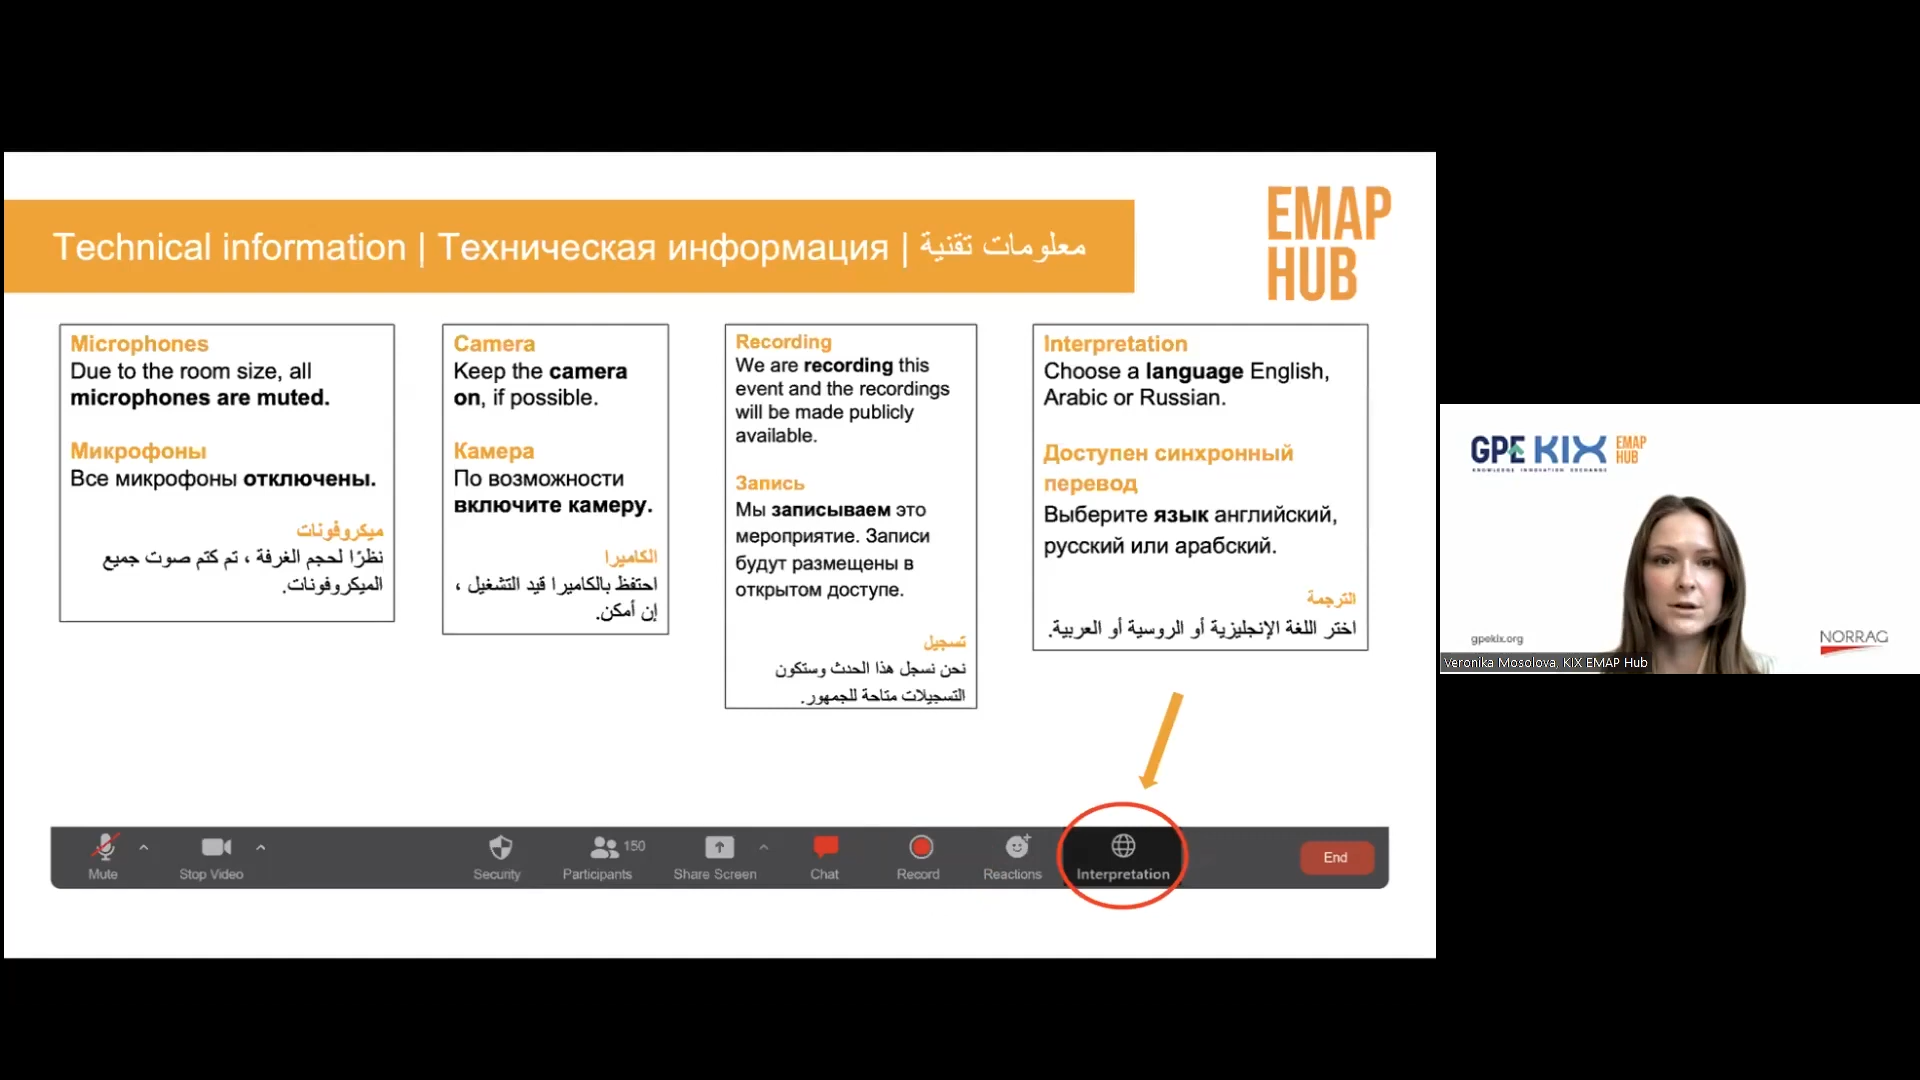 Technical information | Техническая информация | معلومات تقنية
EMAP
HUB
Microphones
Due to the room size, all
microphones are muted.
Микрофоны
Все микрофоны отключены.
ميكروفونات
نظرًا لحجم الغرفة ، تم كتم صوت جميع
الميكروفونات.
Camera
Keep the camera
on, if possible.
Камера
По возможности
включите камеру.
الكاميرا
احتفظ بالكاميرا قيد التشغيل ،
إن أمكن.
Recording
We are recording this
event and the recordings
will be made publicly
available.
Запись
Мы записываем это
мероприятие. Записи
будут размещены в
открытом доступе.
تسجيل
نحن نسجل هذا الحدث وستكون
التسجيلات متاحة للجمهور.
Interpretation
Choose a language English,
Arabic or Russian.
Доступен синхронный
перевод
Выберите язык английский,
русский или арабский.
الترجمة
اختر اللغة الإنجليزية أو الروسية أو العربية.
Mute
Stop Video
Security
150
Participants
Share Screen
Chat
Record
Reactions
Interpretation
End
GPE KIX EMAP HUB
KNOWLEDGE INNOVATION EXCHANGE
gpekix.org
NORRAG
Veronika Mosolova, KIX EMAP Hub